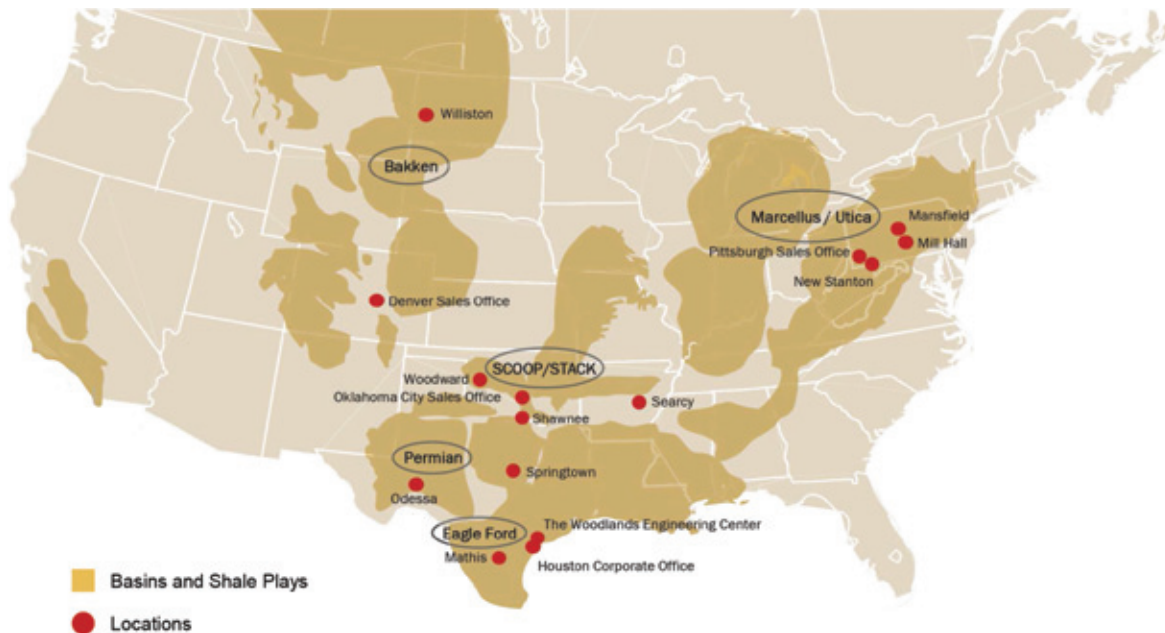 Williston
Bakken
Marcellus / Utica
Mansfield
Mill Hall
Pittsburgh Sales Office
New Stanton
Denver Sales Office
SCOOP/STACK
Woodward
Oklahoma City Sales Office
Searcy
Shawnee
Permian
Springtown
Odessa
The Woodlands Engineering Center
Eagle Ford
Mathis
Houston Corporate Office
Basins and Shale Plays
Locations